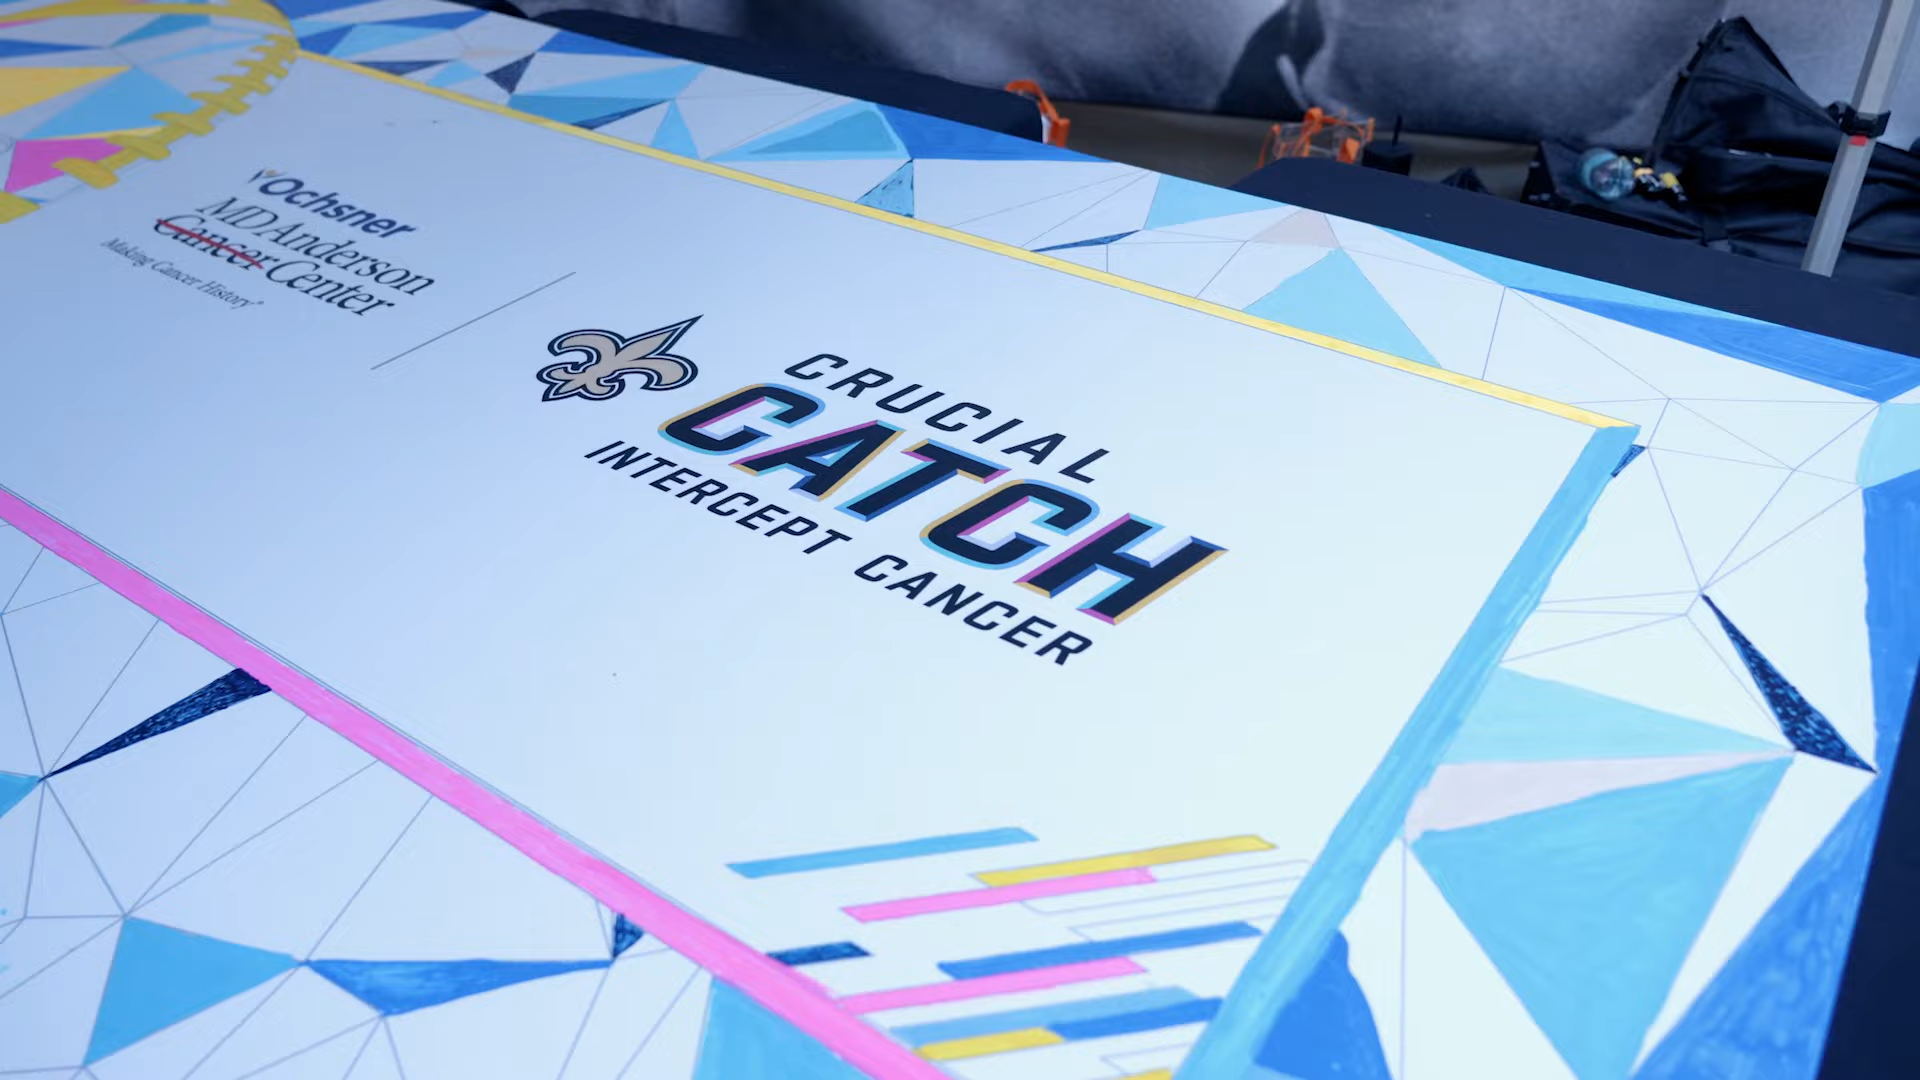 Ochsner
MD Anderson
Cancer Center
Making Cancer History®
CRUCIAL
CATCH
INTERCEPT CANCER